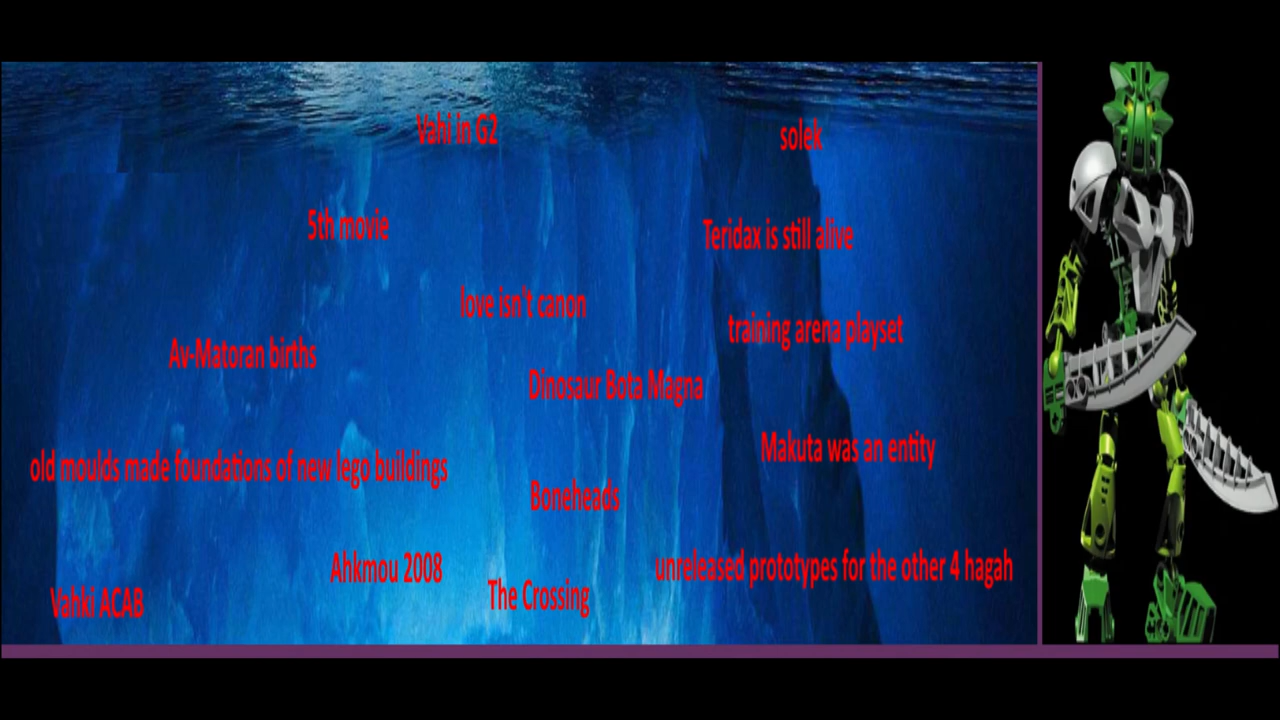 Vahi in G2
solek
5th movie
Teridax is still alive
love isn't canon
training arena playset
Av-Matoran births
Dinosaur Bota Magna
Makuta was an entity
old moulds made foundations of new lego buildings
Boneheads
Ahkmou 2008
unreleased prototypes for the other 4 hagah
The Crossing
Vahki ACAB